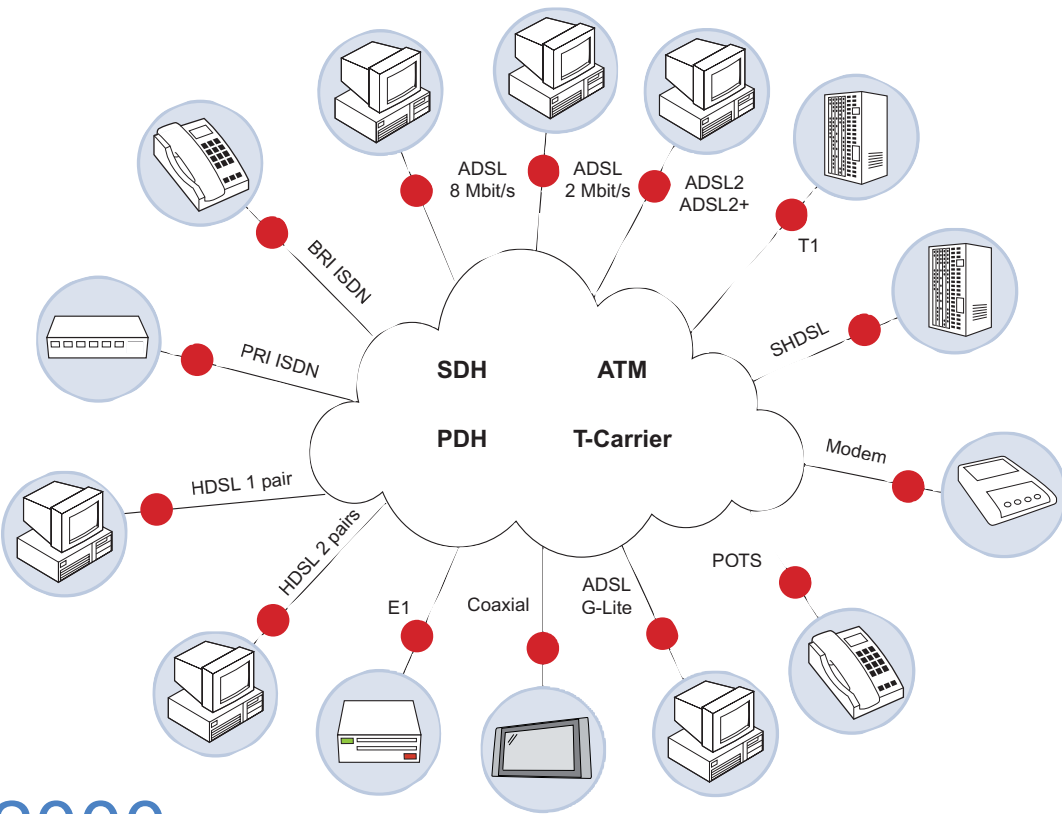 ADSL
8 Mbit/s
ADSL
2 Mbit/s
ADSL2
ADSL2+
T1
BRI ISDN
SHDSL
PRI ISDN
SDH
ATM
PDH
T-Carrier
Modem
HDSL 1 pair
HDSL 2 pairs
E1
Coaxial
ADSL
G-Lite
POTS